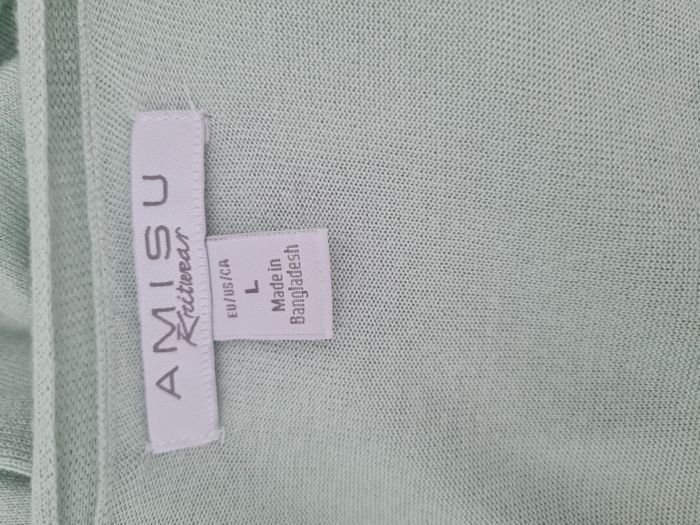 AMISU
Knitwear
EU/US/CA
L
Made in
Bangladesh